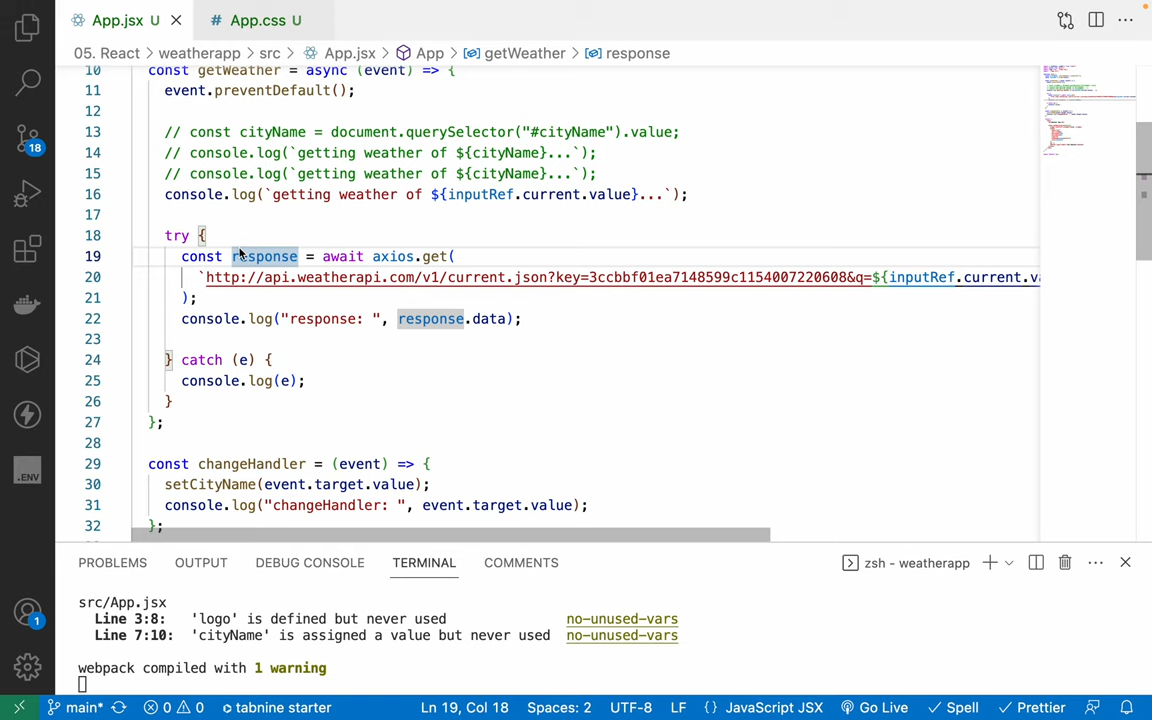 App.jsx U
# App.css U
05. React > weatherapp > src > App.jsx > App > getWeather > response
10 const getWeather = async (event) => {
11 event.preventDefault();
12
13 // const cityName = document.querySelector("#cityName").value;
14 // console.log(`getting weather of ${cityName}...`);
15 // console.log(`getting weather of ${cityName}...`);
16 console.log(`getting weather of ${inputRef.current.value}...`);
17
18 try {
19 const response = await axios.get(
20 `http://api.weatherapi.com/v1/current.json?key=3ccbbf01ea7148599c1154007220608&q=${inputRef.current.va
21 );
22 console.log("response: ", response.data);
23
24 } catch (e) {
25 console.log(e);
26 }
27 };
28
29 const changeHandler = (event) => {
30 setCityName(event.target.value);
31 console.log("changeHandler: ", event.target.value);
32 };
18
.ENV
1
PROBLEMS OUTPUT DEBUG CONSOLE TERMINAL COMMENTS
zsh - weatherapp
src/App.jsx
Line 3:8: 'logo' is defined but never used no-unused-vars
Line 7:10: 'cityName' is assigned a value but never used no-unused-vars
webpack compiled with 1 warning
main* 0 0 tabnine starter Ln 19, Col 18 Spaces: 2 UTF-8 LF {} JavaScript JSX Go Live Spell Prettier